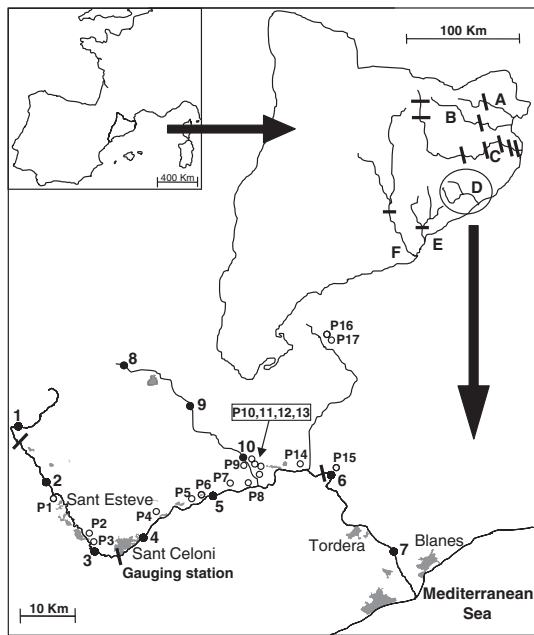 100 Km
A
B
C
400 Km
D
E
F
P16
P17
8
9
1
P10,11,12,13
10
P14
P15
P9
6
2
P7
P8
P5
P6
5
P1
Sant Esteve
P4
P2
P3
4
3
Sant Celoni
Gauging station
Tordera
7
Blanes
Mediterranean
Sea
10 Km